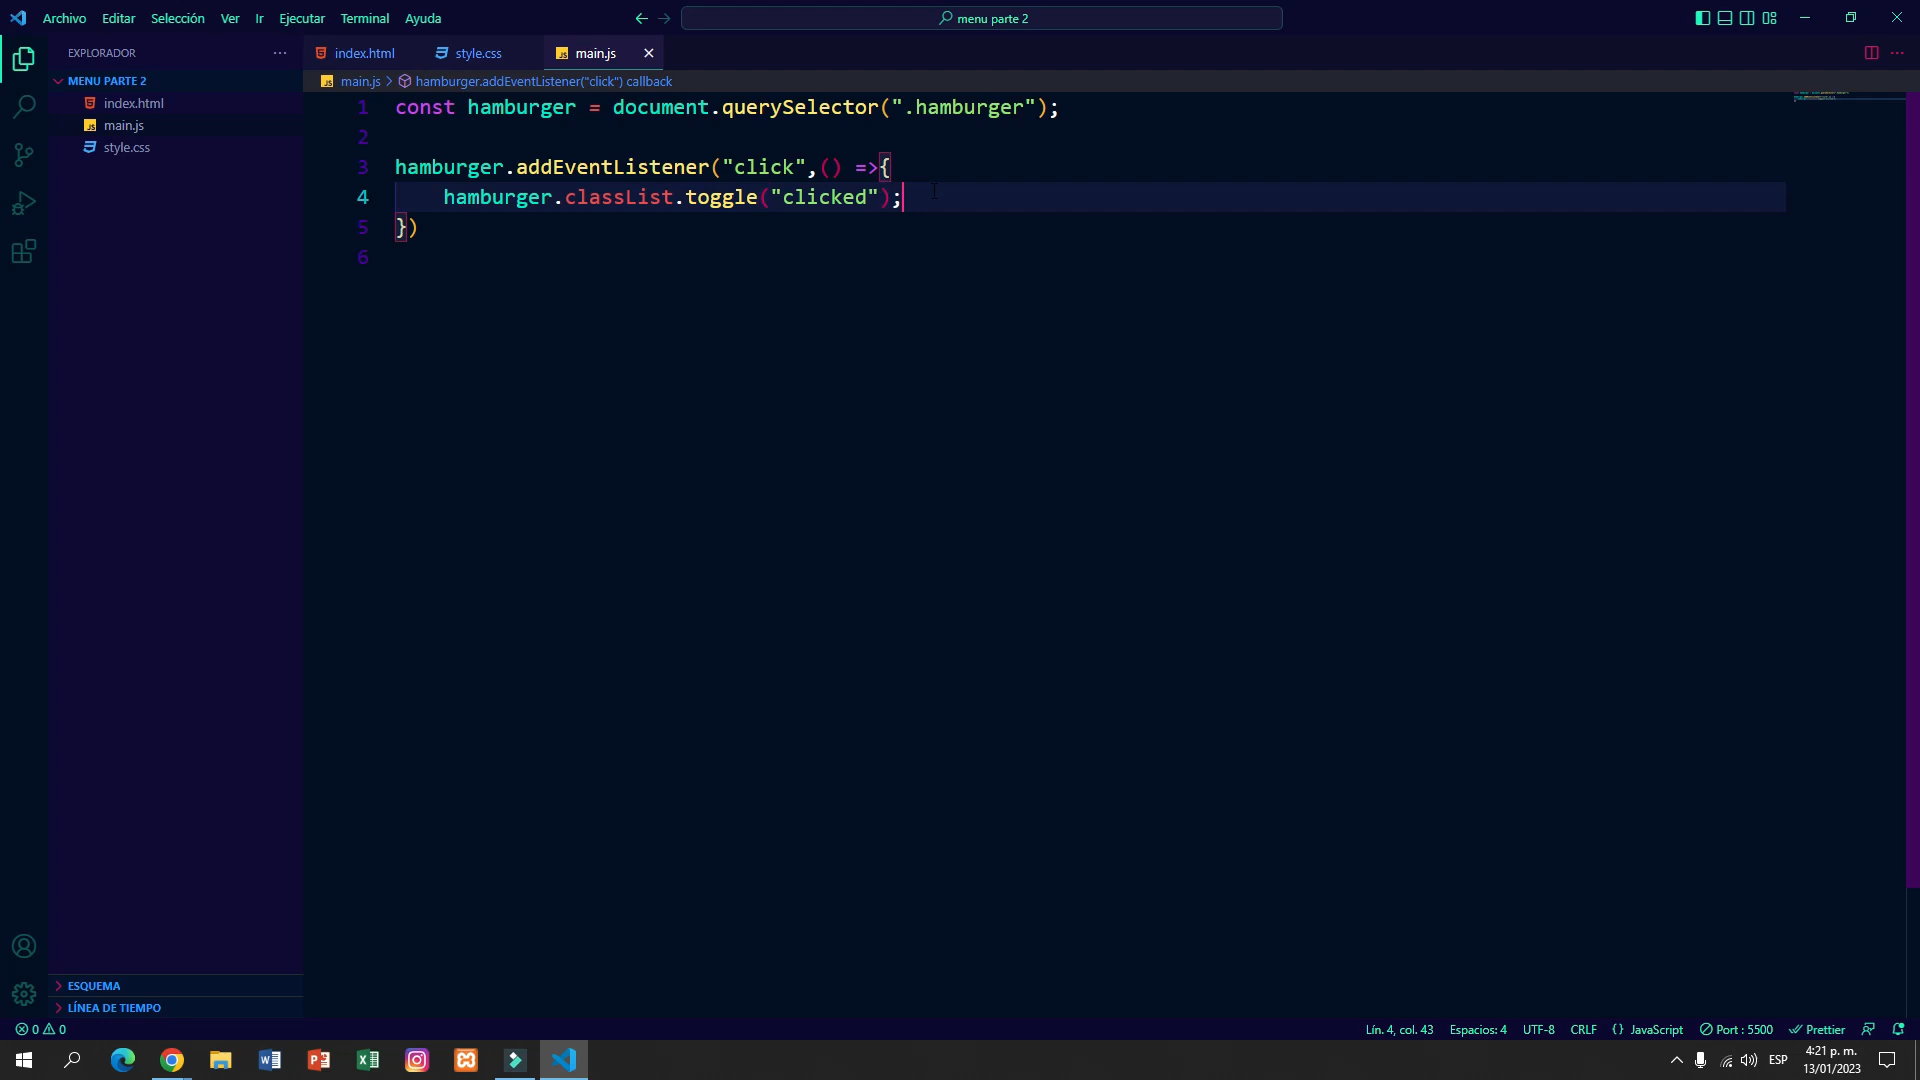 Archivo Editar Selección Ver Ir Ejecutar Terminal Ayuda
menu parte 2
EXPLORADOR
MENU PARTE 2
index.html
main.js
style.css
index.html style.css main.js
main.js > hamburger.addEventListener("click") callback
1 const hamburger = document.querySelector(".hamburger");
2
3 hamburger.addEventListener("click",() =>{
4 hamburger.classList.toggle("clicked");
5 })
6
ESQUEMA
LÍNEA DE TIEMPO
0 0
Lín. 4, col. 43 Espacios: 4 UTF-8 CRLF {} JavaScript Port : 5500 Prettier
ESP
4:21 p. m.
13/01/2023